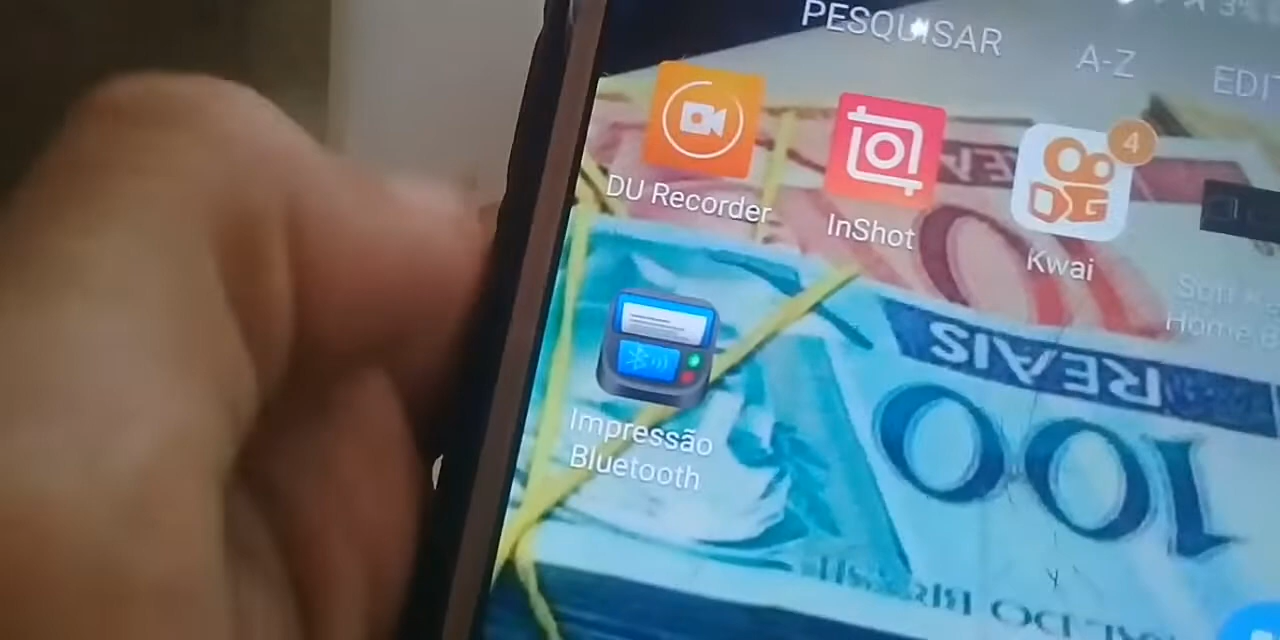 PESQUISAR
A-Z
EDIT
DU Recorder
InShot
4
Kwai
Impressão
Bluetooth
REAIS
100